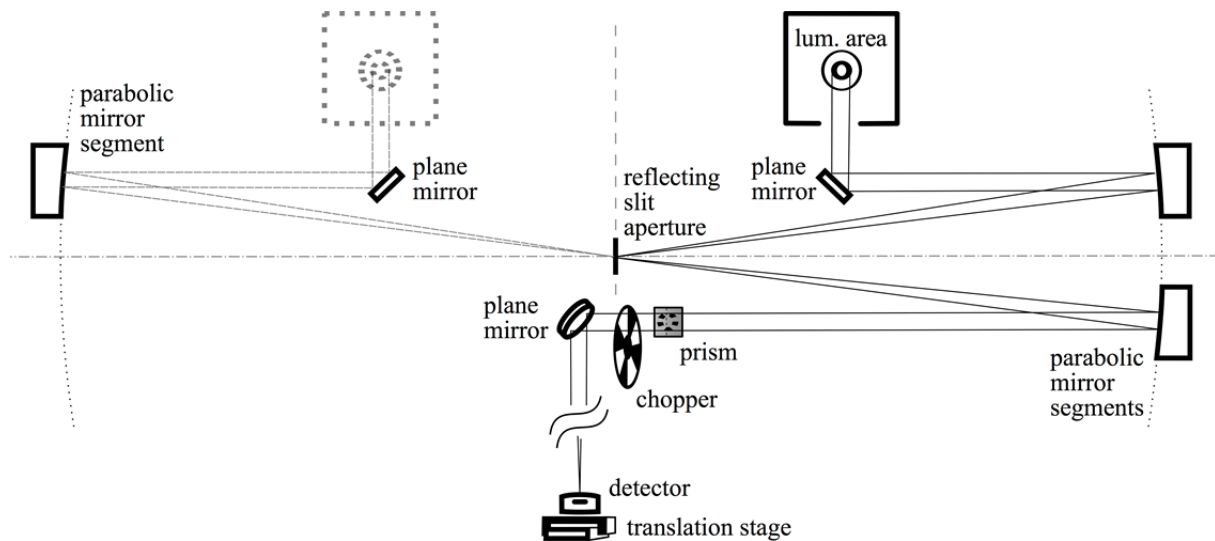 lum. area
parabolic
mirror
segment
plane
mirror
plane
mirror
reflecting
slit
aperture
plane
mirror
prism
chopper
parabolic
mirror
segments
detector
translation stage